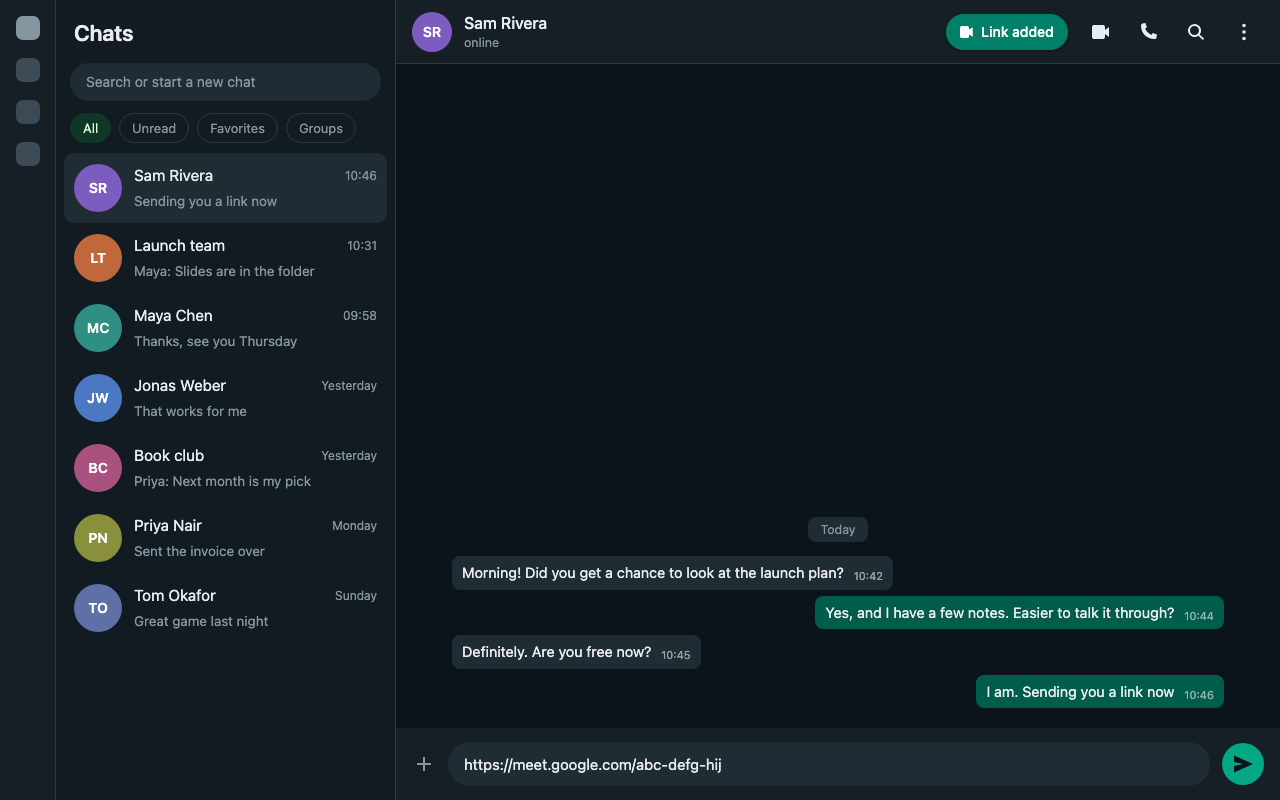 Chats
Search or start a new chat
All
Unread
Favorites
Groups
SR
Sam Rivera
10:46
Sending you a link now
LT
Launch team
10:31
Maya: Slides are in the folder
MC
Maya Chen
09:58
Thanks, see you Thursday
JW
Jonas Weber
Yesterday
That works for me
BC
Book club
Yesterday
Priya: Next month is my pick
PN
Priya Nair
Monday
Sent the invoice over
TO
Tom Okafor
Sunday
Great game last night
SR
Sam Rivera
online
Link added
Today
Morning! Did you get a chance to look at the launch plan? 10:42
Yes, and I have a few notes. Easier to talk it through? 10:44
Definitely. Are you free now? 10:45
I am. Sending you a link now 10:46
https://meet.google.com/abc-defg-hij